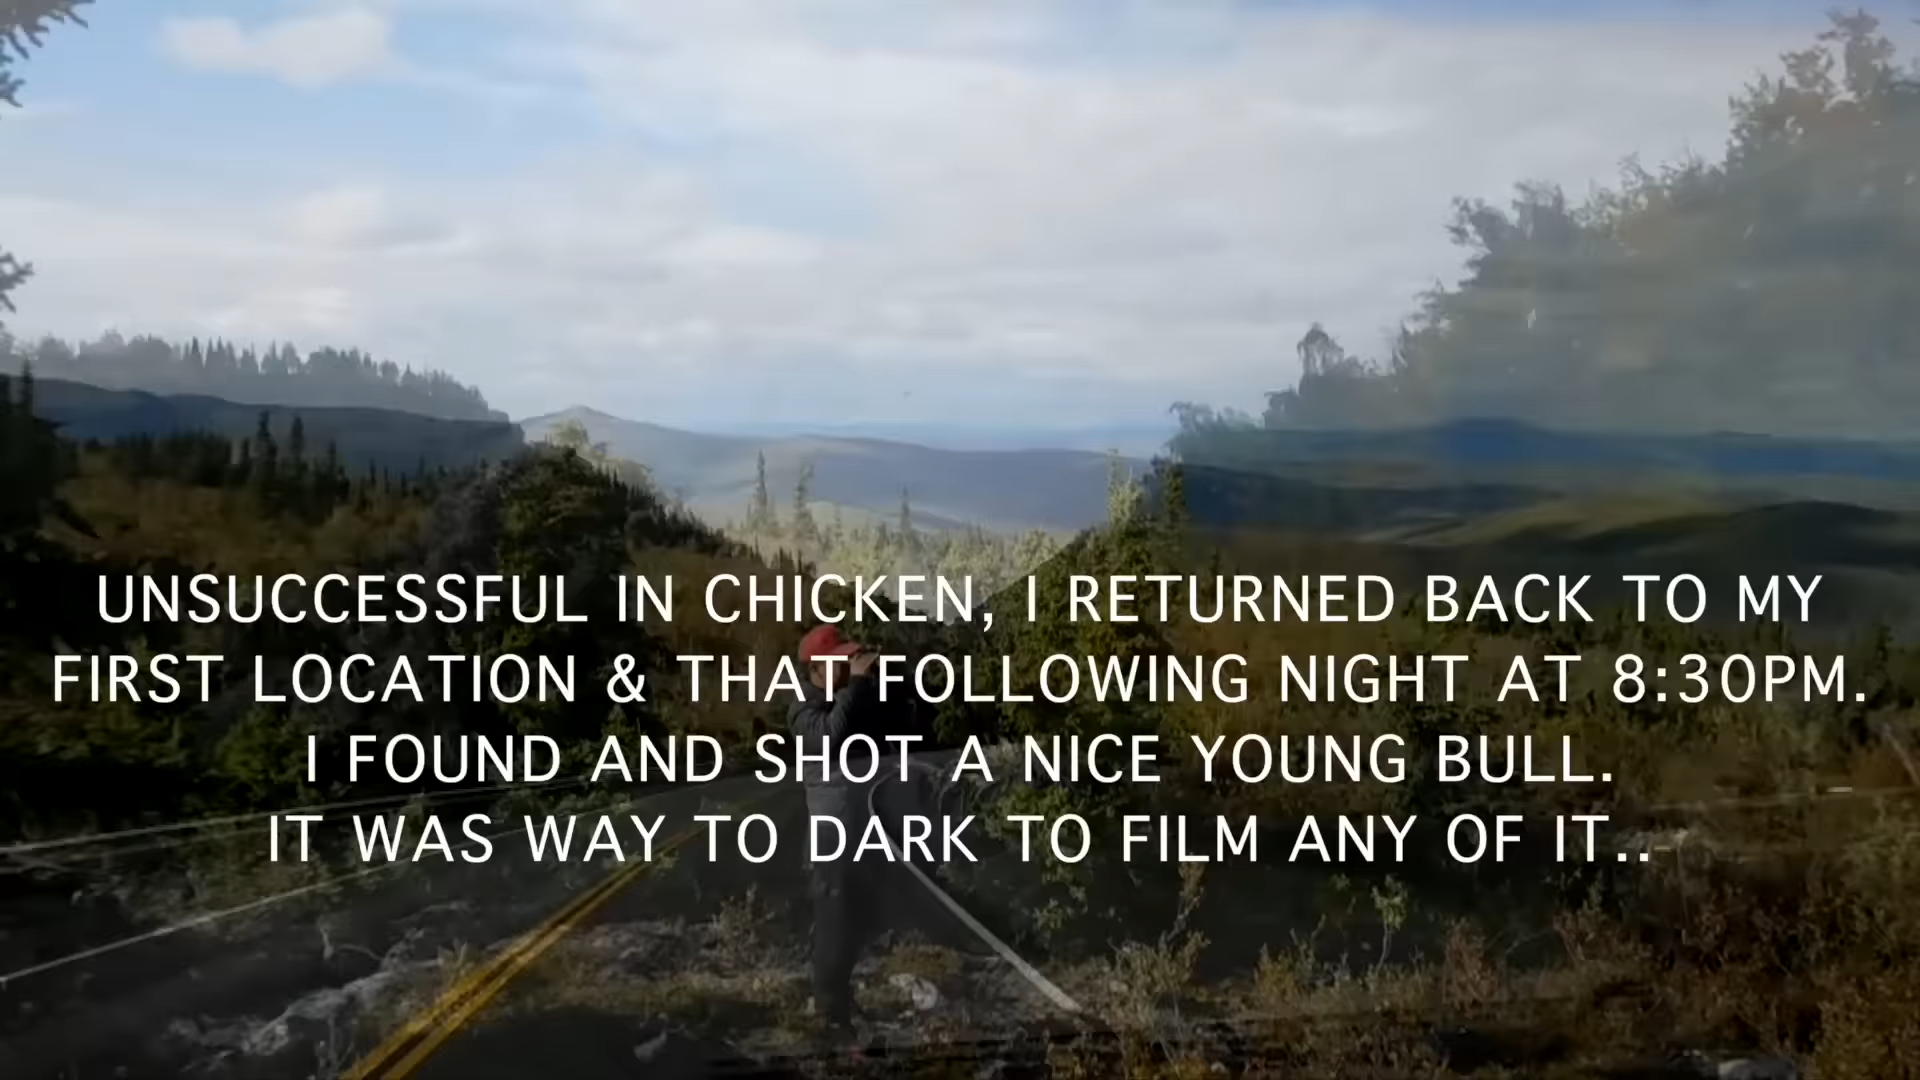 UNSUCCESSFUL IN CHICKEN, I RETURNED BACK TO MY
FIRST LOCATION & THAT FOLLOWING NIGHT AT 8:30PM.
I FOUND AND SHOT A NICE YOUNG BULL.
IT WAS WAY TO DARK TO FILM ANY OF IT..